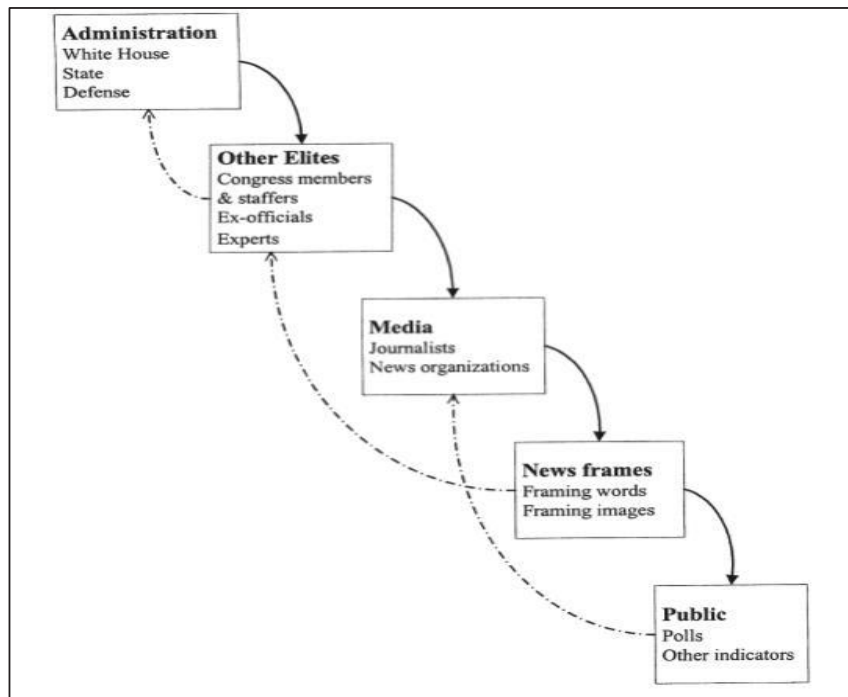 Administration
White House
State
Defense
Other Elites
Congress members
& staffers
Ex-officials
Experts
Media
Journalists
News organizations
News frames
Framing words
Framing images
Public
Polls
Other indicators